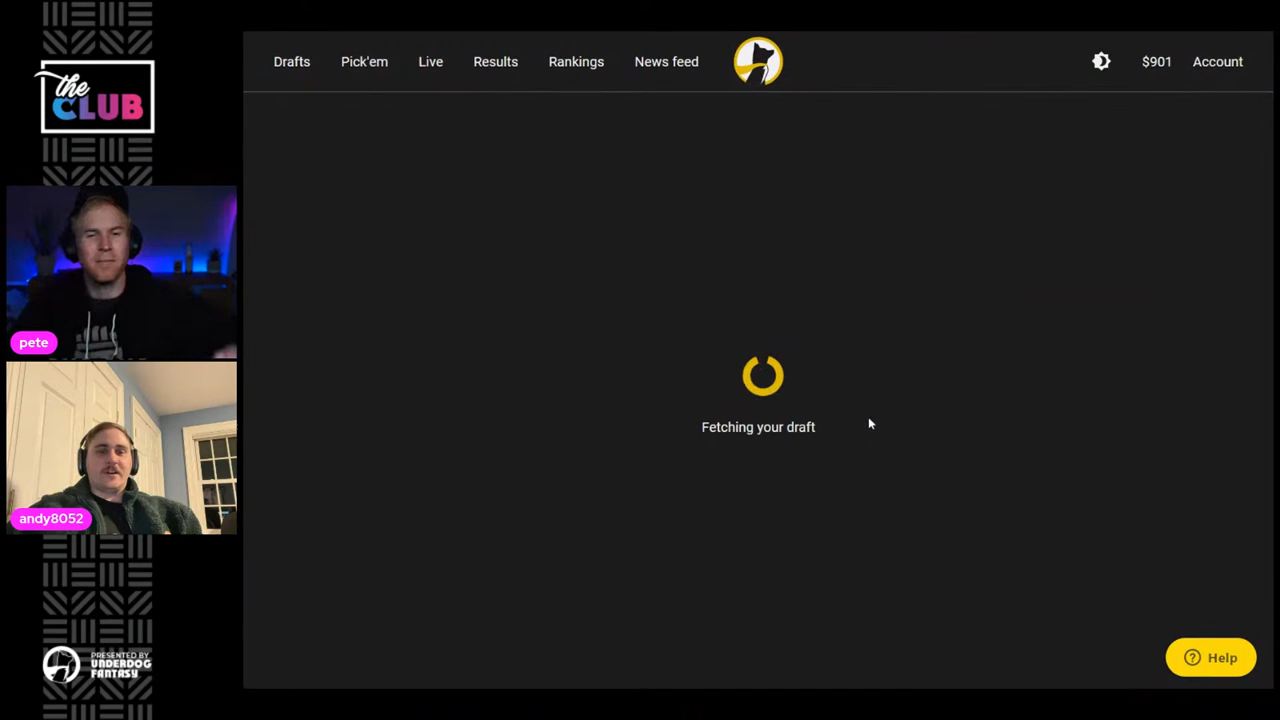 the
CLUB
Drafts
Pick'em
Live
Results
Rankings
News feed
$901
Account
pete
Fetching your draft
andy8052
PRESENTED BY
UNDERDOG
FANTASY
Help